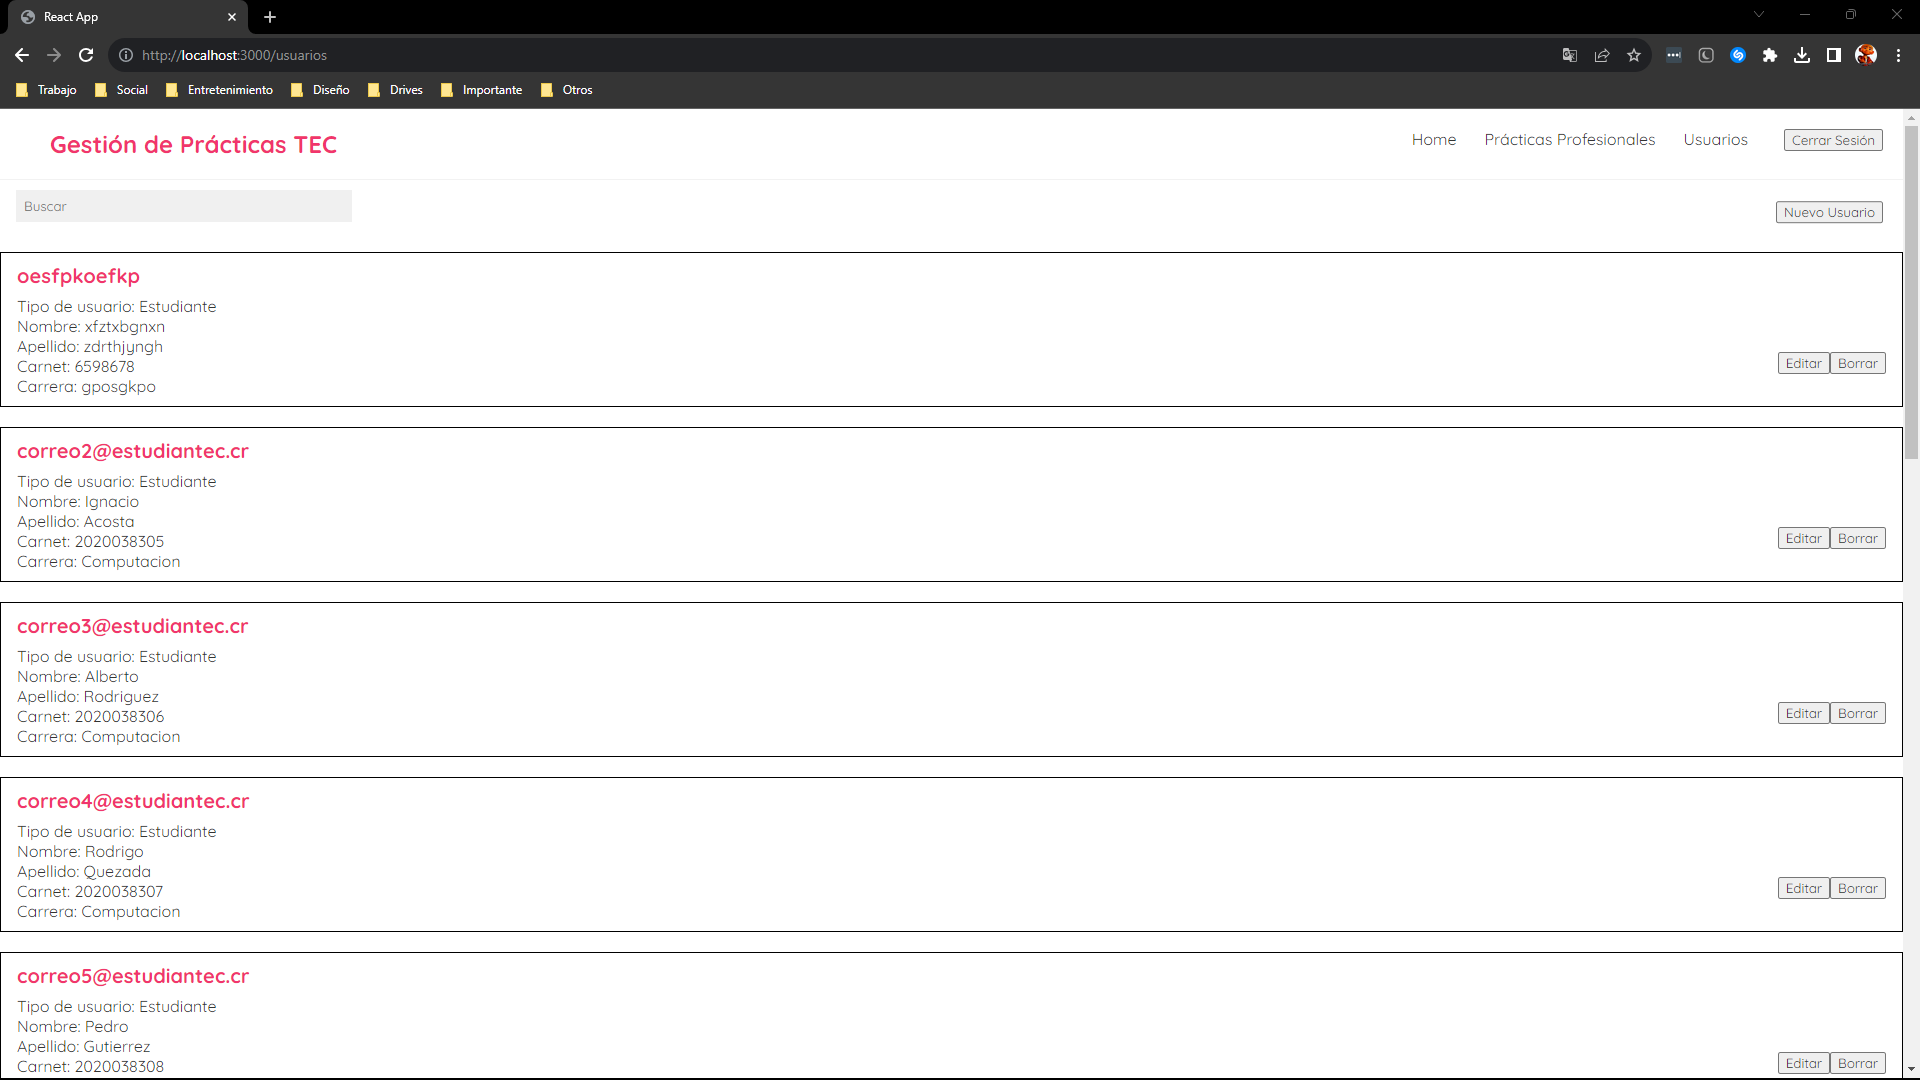 React App
http://localhost:3000/usuarios
Trabajo Social Entretenimiento Diseño Drives Importante Otros
Gestión de Prácticas TEC
Home Prácticas Profesionales Usuarios Cerrar Sesión
Buscar
Nuevo Usuario
oesfpkoefkp
Tipo de usuario: Estudiante
Nombre: xfztxbgnxn
Apellido: zdrthjyngh
Carnet: 6598678
Editar Borrar
Carrera: gposgkpo
correo2@estudiantec.cr
Tipo de usuario: Estudiante
Nombre: Ignacio
Apellido: Acosta
Carnet: 2020038305
Editar Borrar
Carrera: Computacion
correo3@estudiantec.cr
Tipo de usuario: Estudiante
Nombre: Alberto
Apellido: Rodriguez
Carnet: 2020038306
Editar Borrar
Carrera: Computacion
correo4@estudiantec.cr
Tipo de usuario: Estudiante
Nombre: Rodrigo
Apellido: Quezada
Carnet: 2020038307
Editar Borrar
Carrera: Computacion
correo5@estudiantec.cr
Tipo de usuario: Estudiante
Nombre: Pedro
Apellido: Gutierrez
Carnet: 2020038308
Editar Borrar